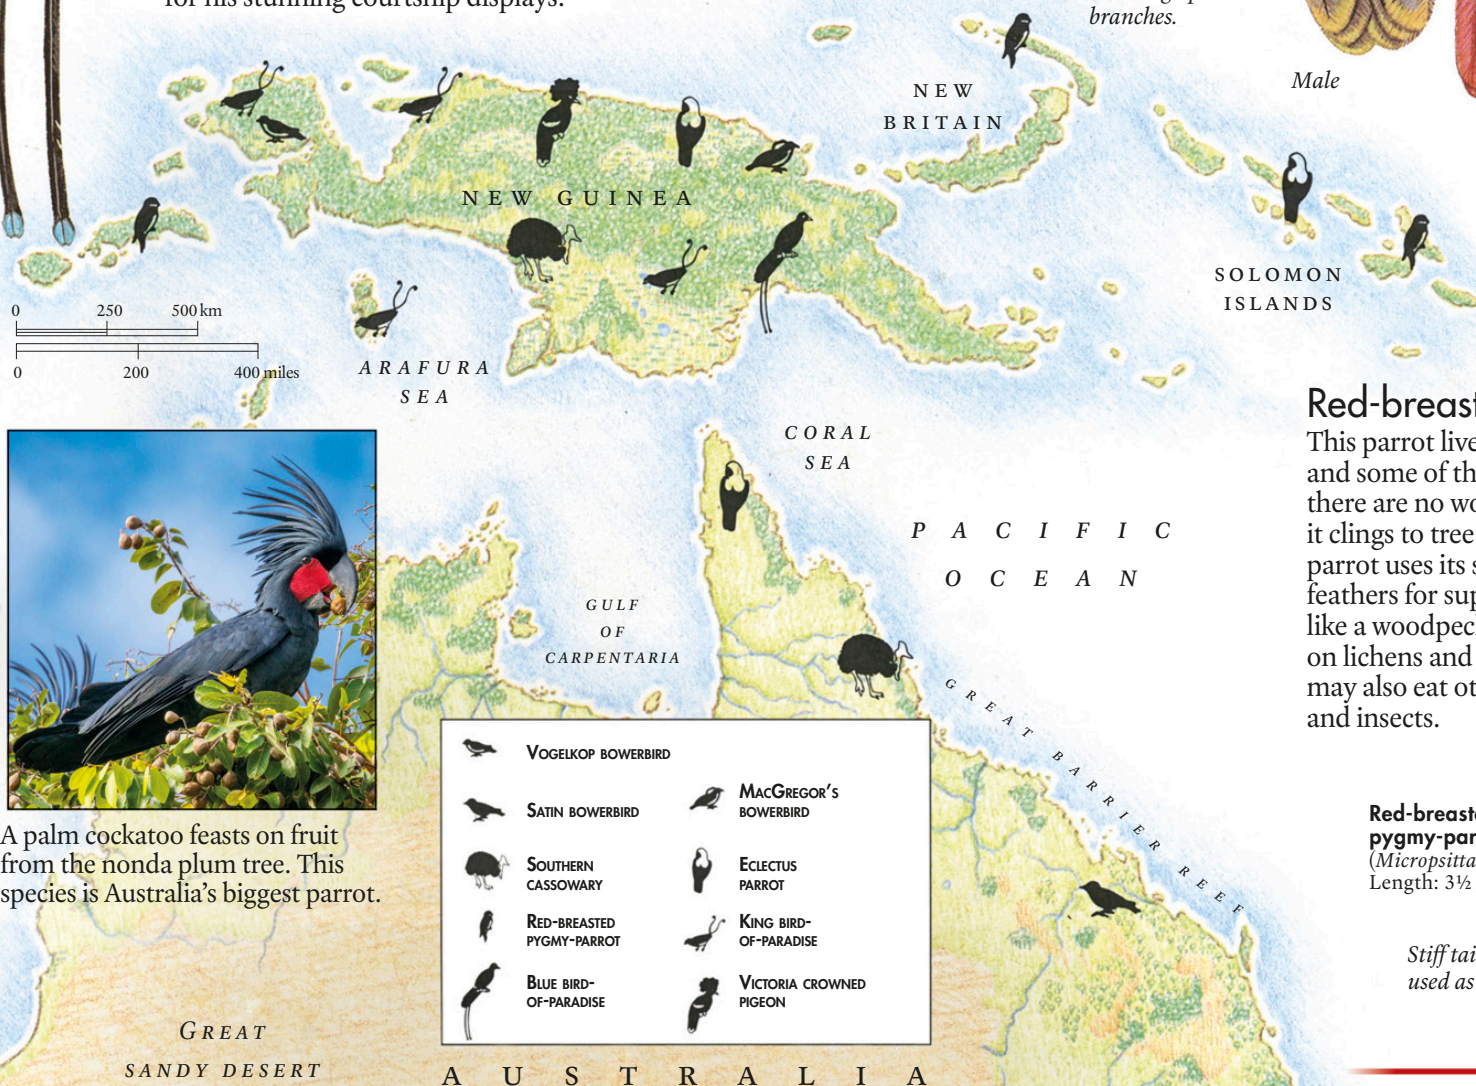 for his stunning courtship displays.
branches.
Male
NEW
BRITAIN
NEW GUINEA
SOLOMON
ISLANDS
0 250 500 km
0 200 400 miles
ARAFURA
SEA
CORAL
SEA
PACIFIC
OCEAN
GULF
OF
CARPENTARIA
GREAT BARRIER REEF
Red-breast
This parrot live
and some of th
there are no wo
it clings to tree
parrot uses its s
feathers for sup
like a woodpec
on lichens and
may also eat ot
and insects.
A palm cockatoo feasts on fruit
from the nonda plum tree. This
species is Australia's biggest parrot.
VOGELKOP BOWERBIRD
SATIN BOWERBIRD
SOUTHERN
CASSOWARY
RED-BREASTED
PYGMY-PARROT
BLUE BIRD-
OF-PARADISE
MACGREGOR'S
BOWERBIRD
ECLECTUS
PARROT
KING BIRD-
OF-PARADISE
VICTORIA CROWNED
PIGEON
Red-breaste
pygmy-par
(Micropsitta
Length: 3½
Stiff tai
used as
GREAT
SANDY DESERT
AUSTRALIA